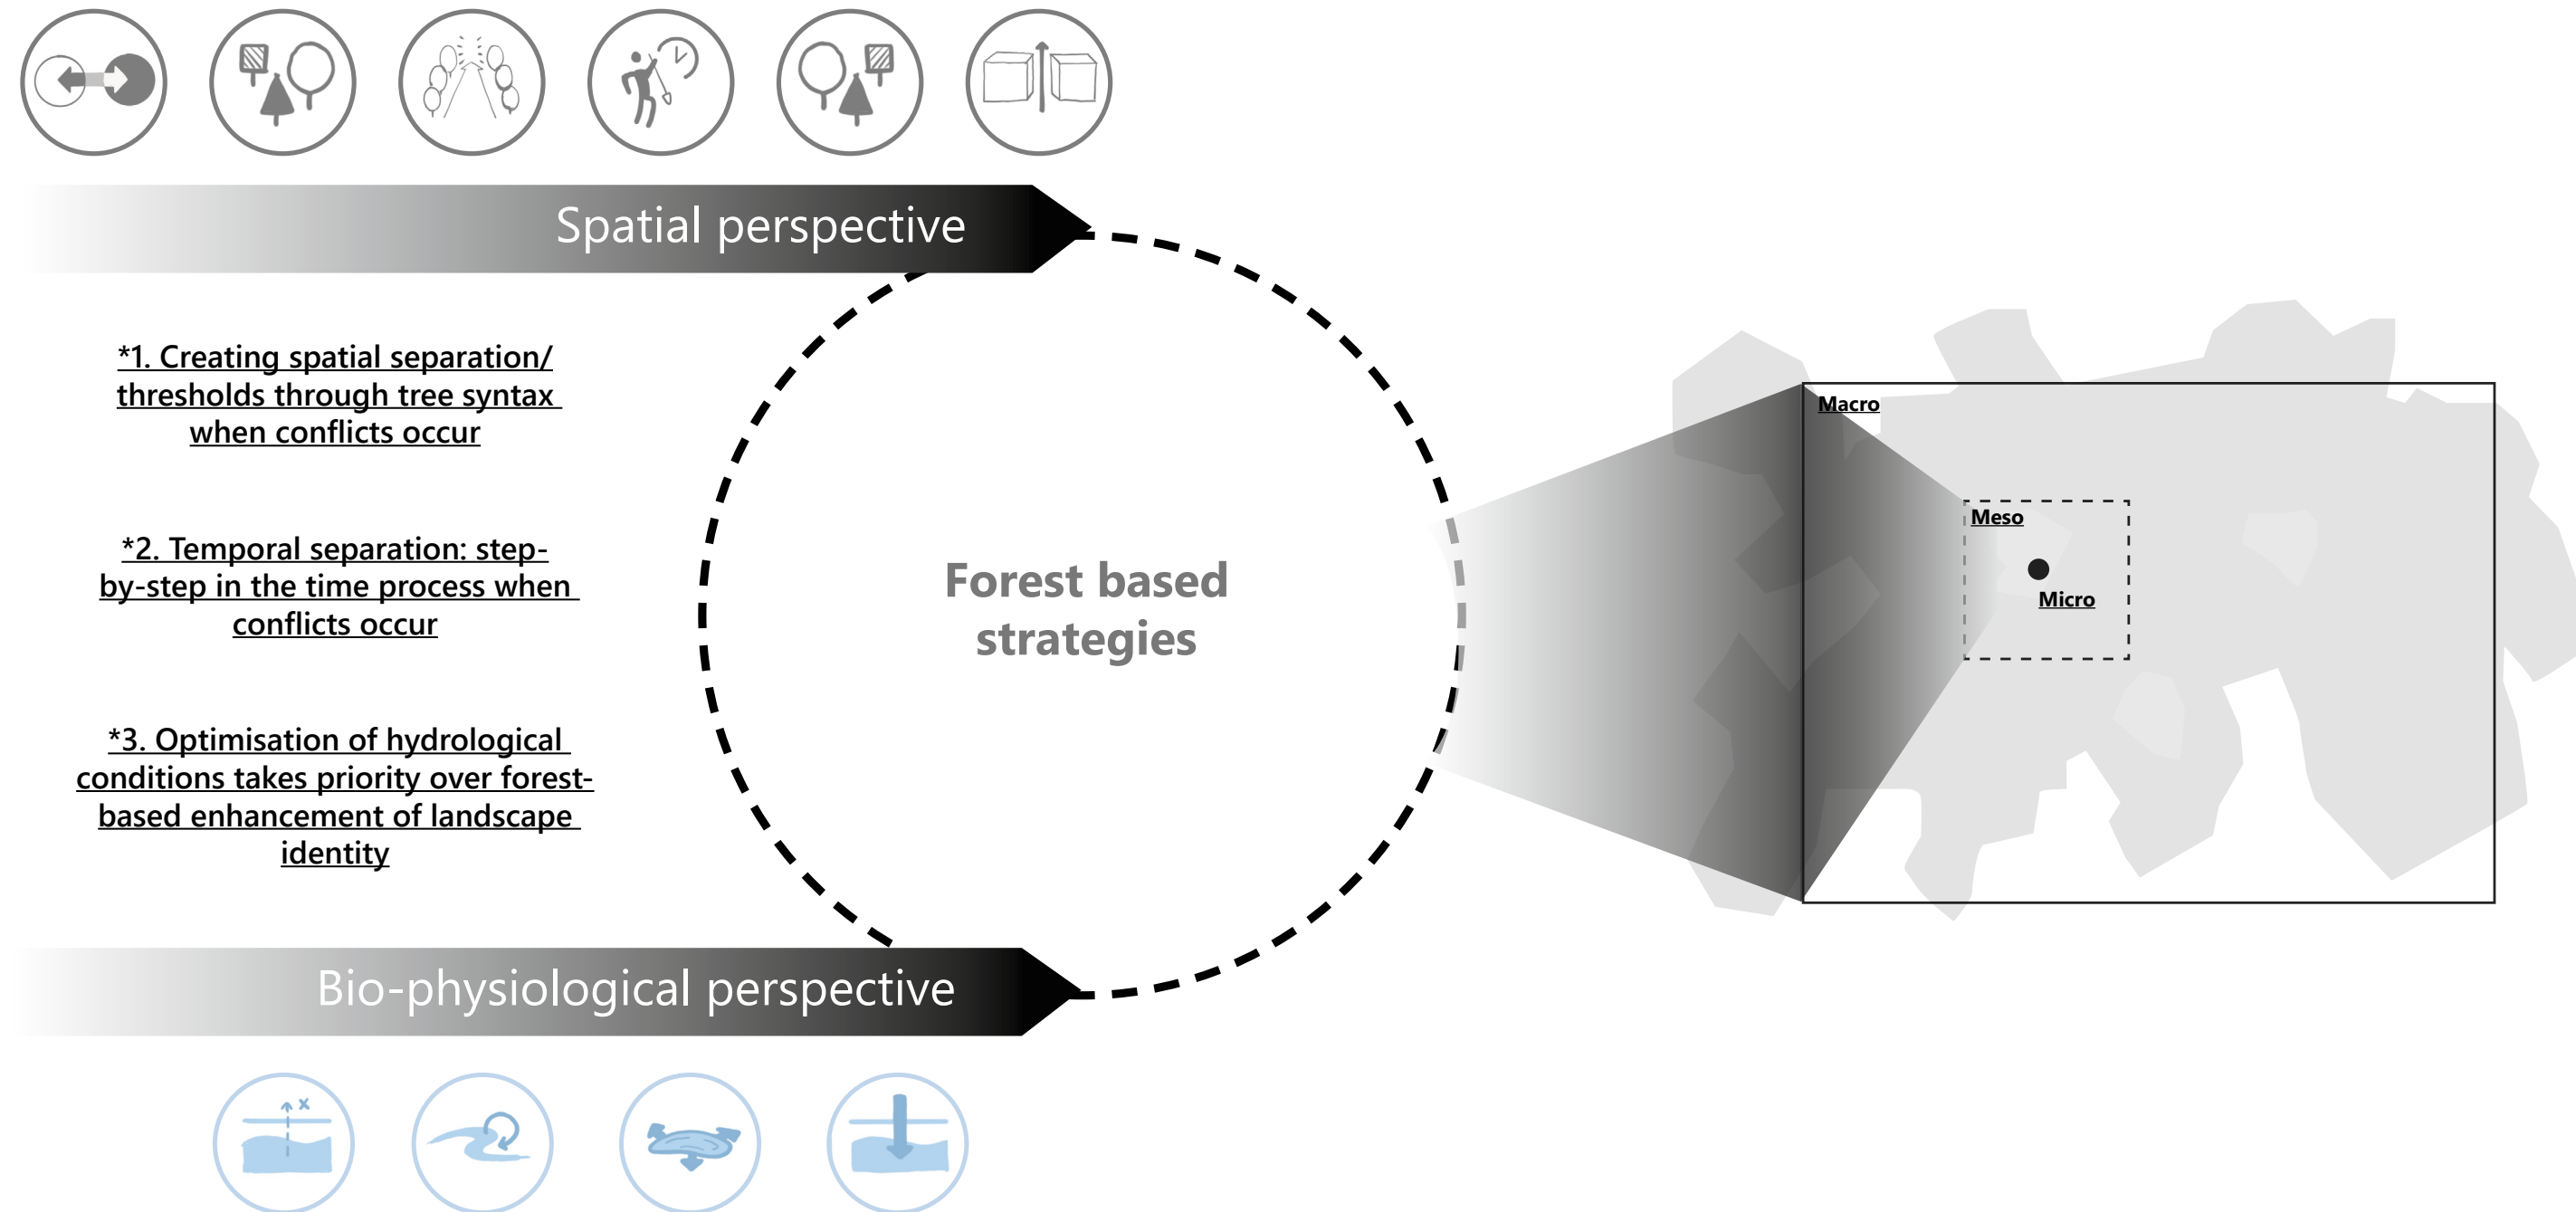 Spatial perspective
*1. Creating spatial separation/
thresholds through tree syntax
when conflicts occur
*2. Temporal separation: step-
by-step in the time process when
conflicts occur
*3. Optimisation of hydrological
conditions takes priority over forest-
based enhancement of landscape
identity
Forest based
strategies
Macro
Meso
Micro
Bio-physiological perspective
x